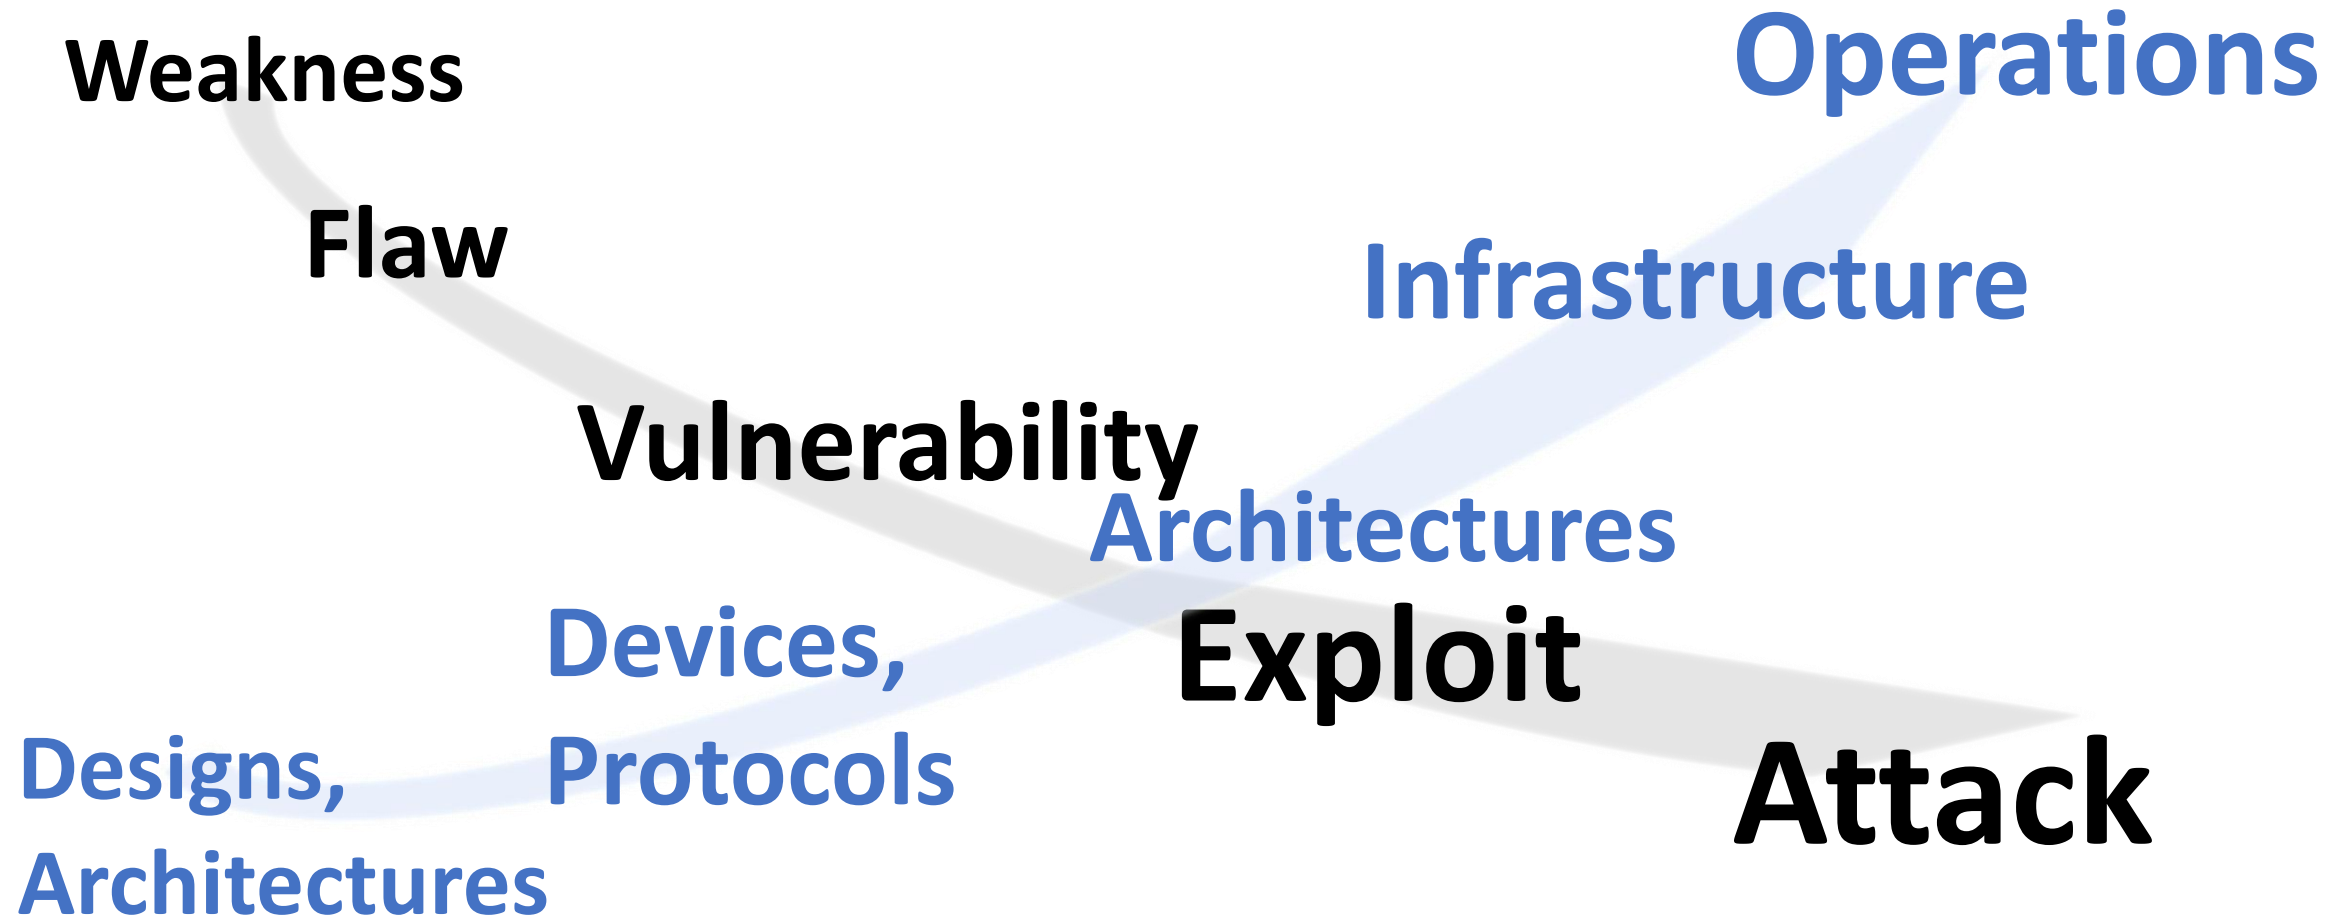 Weakness
Operations
Flaw
Infrastructure
Vulnerability
Architectures
Devices,
Protocols
Exploit
Designs,
Architectures
Attack